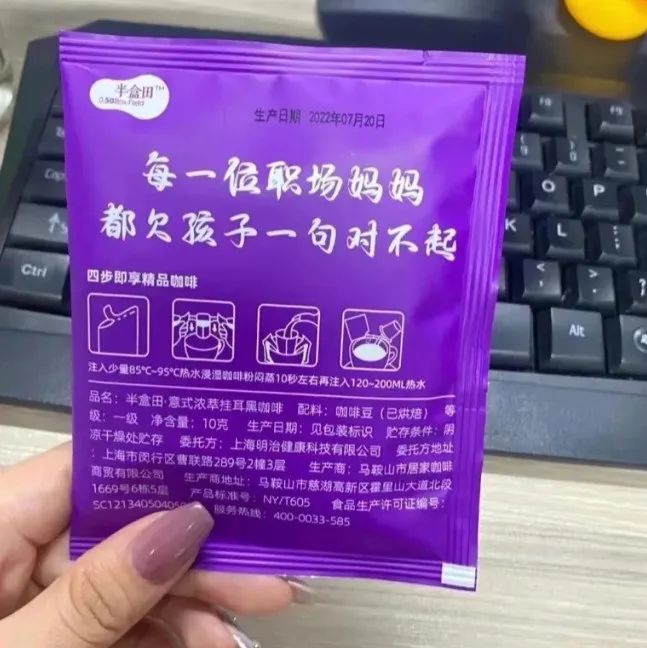 半盒田™
0.5BoxField
生产日期 2022年07月20日
每一位职场妈妈
都欠孩子一句对不起
四步即享精品咖啡
注入少量85℃~95℃热水浸湿咖啡粉闷蒸10秒左右再注入120~200ML热水
品名：半盒田·意式浓萃挂耳黑咖啡 配料：咖啡豆（已烘焙） 等
级：一级 净含量：10克 生产日期：见包装标识 贮存条件：阴
凉干燥处贮存 委托方：上海明治健康科技有限公司 委托方地址
：上海市闵行区曹联路289号2幢3层 生产商：马鞍山市居家咖啡
商贸有限公司 生产商地址：马鞍山市慈湖高新区霍里山大道北段
1669号6栋5层 产品标准号：NY/T605 食品生产许可证编号：
SC12134050405 服务热线：400-0033-585
Ctrl
Alt
O
P
L